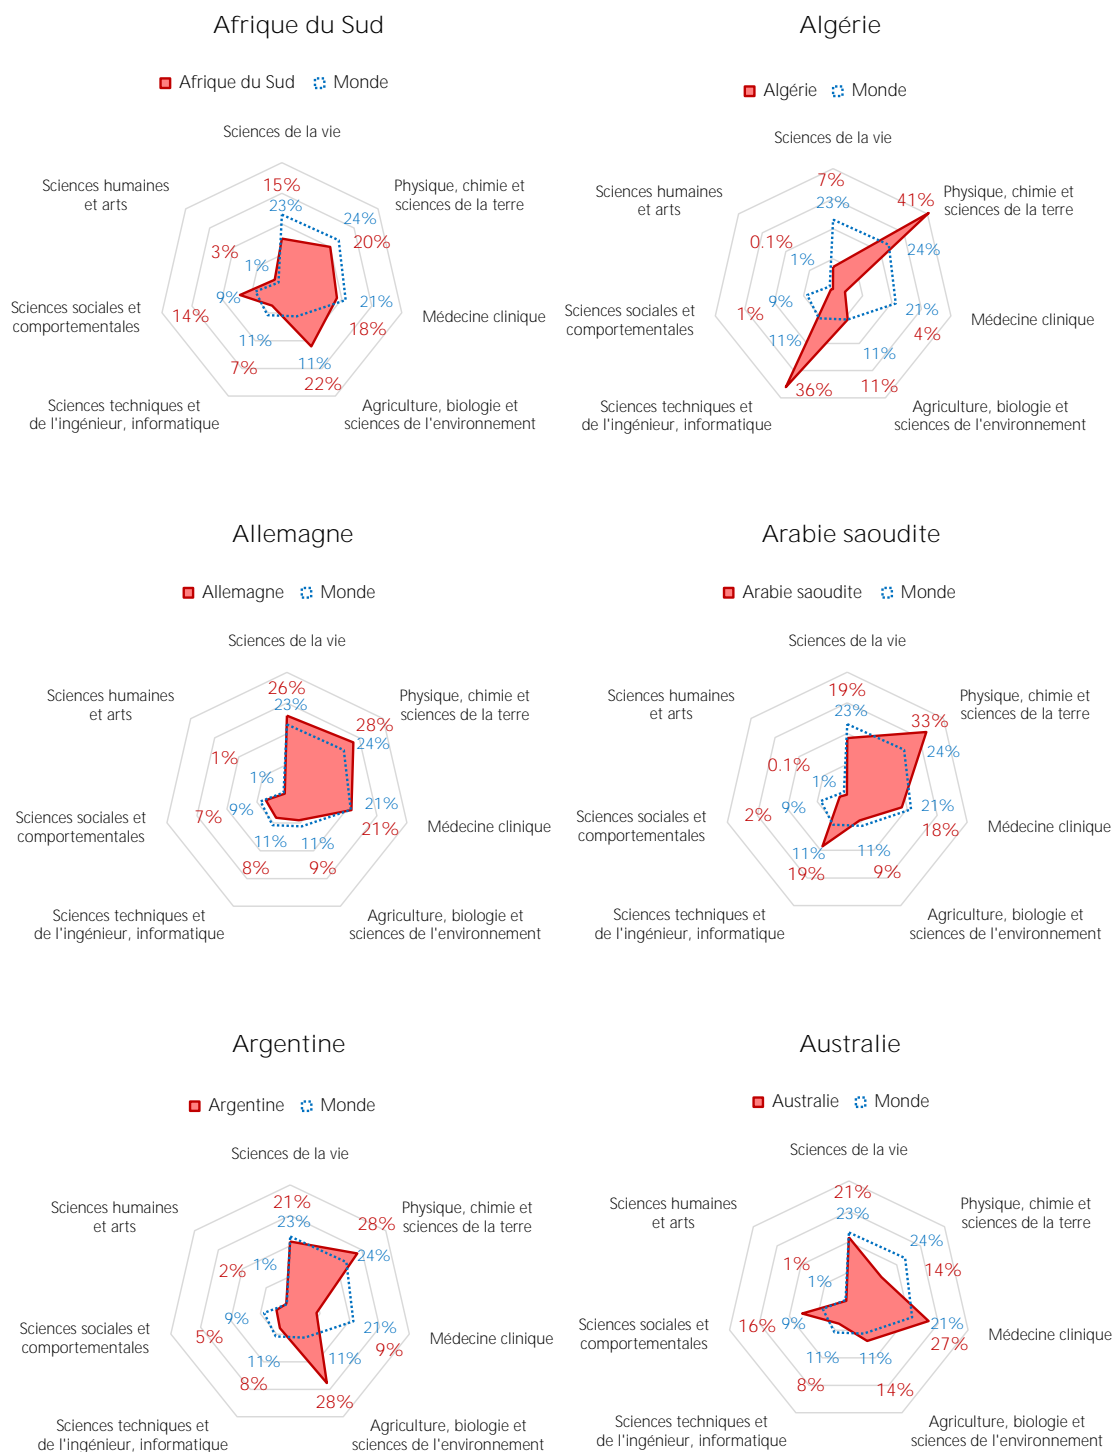 Afrique du Sud
Afrique du Sud Monde
Sciences de la vie
Sciences humaines
et arts
Physique, chimie et
sciences de la terre
15%
23%
24%
20%
3%
1%
9%
21%
Sciences sociales et
comportementales
14%
18%
Médecine clinique
11%
11%
7%
22%
Sciences techniques et
de l'ingénieur, informatique
Agriculture, biologie et
sciences de l'environnement
Algérie
Algérie Monde
Sciences de la vie
Sciences humaines
et arts
Physique, chimie et
sciences de la terre
7%
41%
23%
0.1%
24%
1%
9%
21%
Sciences sociales et
comportementales
1%
Médecine clinique
4%
11%
11%
36%
11%
Sciences techniques et
de l'ingénieur, informatique
Agriculture, biologie et
sciences de l'environnement
Allemagne
Allemagne Monde
Sciences de la vie
Sciences humaines
et arts
Physique, chimie et
sciences de la terre
26%
23%
28%
24%
1%
1%
9%
21%
Sciences sociales et
comportementales
7%
21%
Médecine clinique
11%
11%
8%
9%
Sciences techniques et
de l'ingénieur, informatique
Agriculture, biologie et
sciences de l'environnement
Arabie saoudite
Arabie saoudite Monde
Sciences de la vie
Sciences humaines
et arts
Physique, chimie et
sciences de la terre
19%
23%
33%
24%
0.1%
1%
9%
21%
Sciences sociales et
comportementales
2%
18%
Médecine clinique
11%
11%
19%
9%
Sciences techniques et
de l'ingénieur, informatique
Agriculture, biologie et
sciences de l'environnement
Argentine
Argentine Monde
Sciences de la vie
Sciences humaines
et arts
Physique, chimie et
sciences de la terre
21%
23%
28%
24%
2%
1%
9%
21%
Sciences sociales et
comportementales
5%
9%
Médecine clinique
11%
11%
8%
28%
Sciences techniques et
de l'ingénieur, informatique
Agriculture, biologie et
sciences de l'environnement
Australie
Australie Monde
Sciences de la vie
Sciences humaines
et arts
Physique, chimie et
sciences de la terre
21%
23%
24%
14%
1%
1%
9%
21%
Sciences sociales et
comportementales
16%
27%
Médecine clinique
11%
11%
8%
14%
Sciences techniques et
de l'ingénieur, informatique
Agriculture, biologie et
sciences de l'environnement